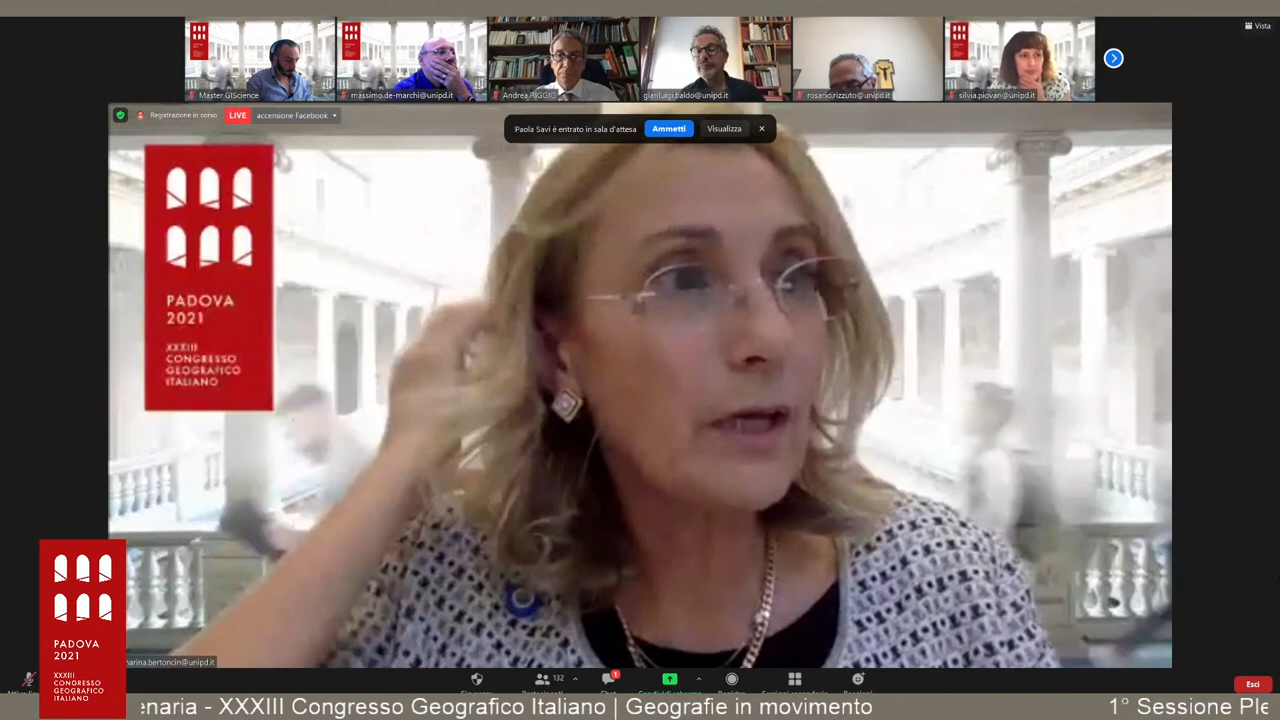 Vista
Master GIScience
massimo.de-marchi@unipd.it
Andrea RIGGIO
gianluigi.baldo@unipd.it
rosario.rizzuto@unipd.it
silvia.piovan@unipd.it
Registrazione in corso
LIVE
accensione Facebook
Paola Savi è entrato in sala d'attesa
Ammetti
Visualizza
PADOVA
2021
XXXIII
CONGRESSO
GEOGRAFICO
ITALIANO
marina.bertoncin@unipd.it
132
1
Esci
PADOVA
2021
XXXIII
CONGRESSO
GEOGRAFICO
ITALIANO
enaria - XXXIII Congresso Geografico Italiano | Geografie in movimento
1° Sessione Ple